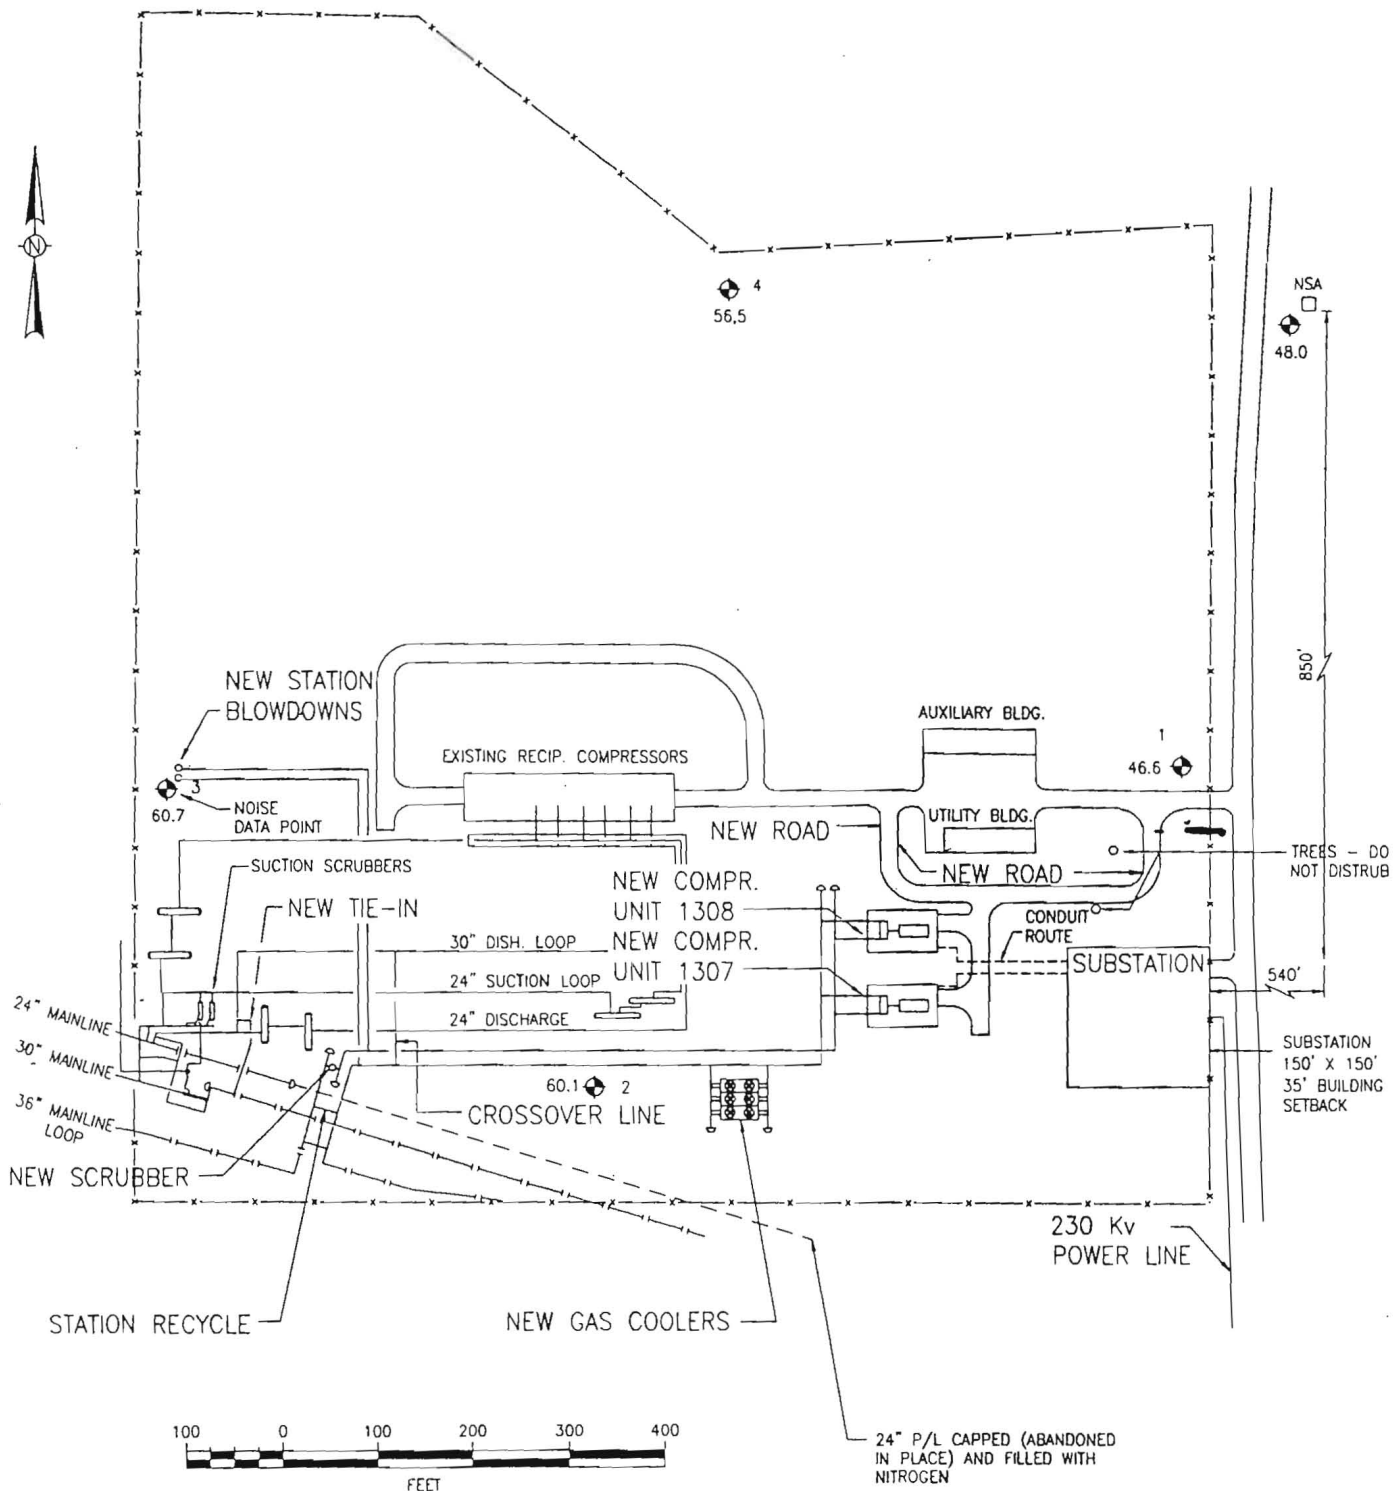 N
4
56,5
NSA
48.0
850'
NEW STATION
BLOWDOWNS
AUXILIARY BLDG.
1
46.6
EXISTING RECIP. COMPRESSORS
3
60.7
NOISE
DATA POINT
NEW ROAD
UTILITY BLDG.
TREES - DO
NOT DISTRUB
SUCTION SCRUBBERS
NEW ROAD
NEW COMPR.
UNIT 1308
NEW TIE-IN
CONDUIT
ROUTE
NEW COMPR.
UNIT 1307
30" DISH. LOOP
SUBSTATION
24" SUCTION LOOP
540'
24" DISCHARGE
24" MAINLINE
30" MAINLINE
36" MAINLINE
LOOP
SUBSTATION
150' X 150'
35' BUILDING
SETBACK
60.1
2
CROSSOVER LINE
NEW SCRUBBER
230 Kv
POWER LINE
STATION RECYCLE
NEW GAS COOLERS
100 0 100 200 300 400
FEET
24" P/L CAPPED (ABANDONED
IN PLACE) AND FILLED WITH
NITROGEN